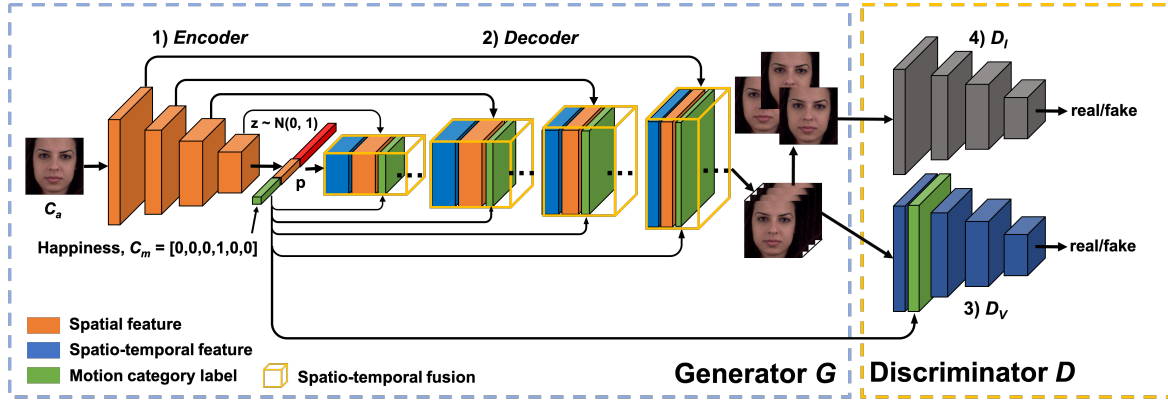 1) Encoder
2) Decoder
4) D_I
z ~ N(0, 1)
real/fake
p
C_a
Happiness, C_m = [0,0,0,1,0,0]
real/fake
3) D_V
Spatial feature
Spatio-temporal feature
Motion category label
Spatio-temporal fusion
Generator G
Discriminator D